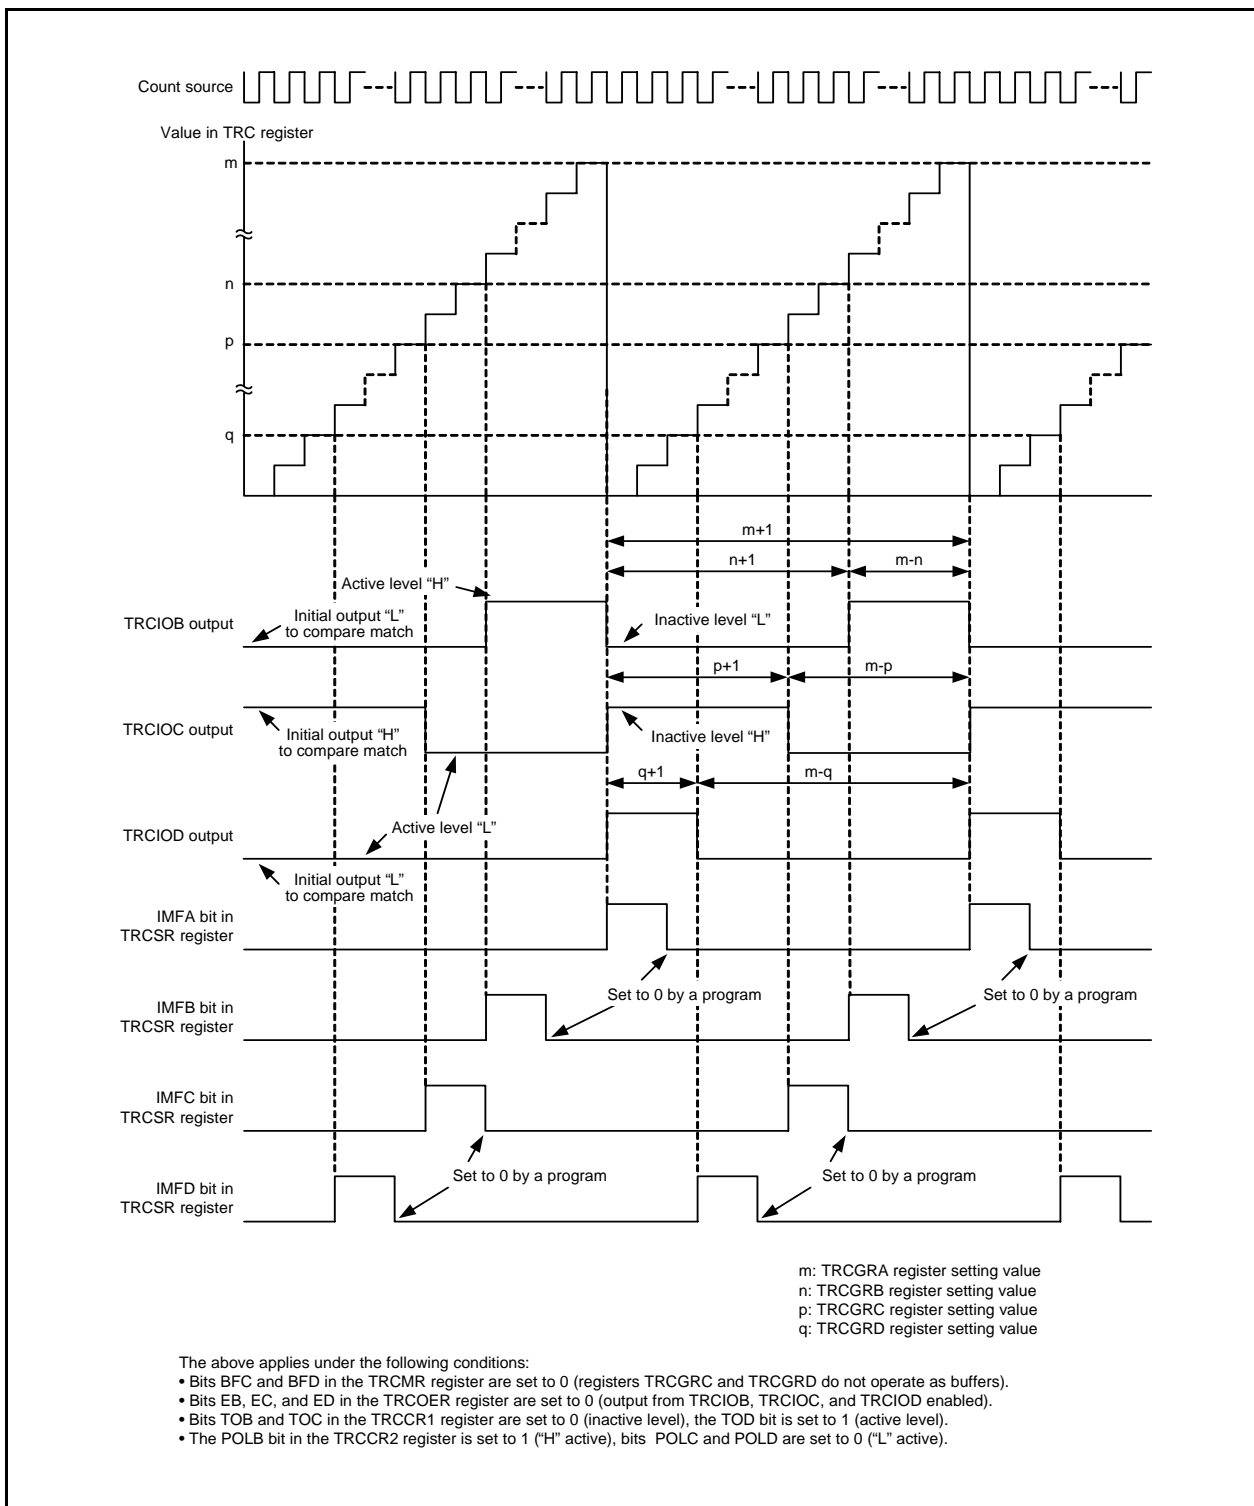 Count source
Value in TRC register
m
n
p
q
m+1
n+1
m-n
Active level “H”
TRCIOB output
Initial output “L”
to compare match
Inactive level “L”
p+1
m-p
TRCIOC output
Initial output “H”
to compare match
Inactive level “H”
q+1
m-q
TRCIOD output
Active level “L”
Initial output “L”
to compare match
IMFA bit in
TRCSR register
Set to 0 by a program
Set to 0 by a program
IMFB bit in
TRCSR register
IMFC bit in
TRCSR register
Set to 0 by a program
Set to 0 by a program
IMFD bit in
TRCSR register
m: TRCGRA register setting value
n: TRCGRB register setting value
p: TRCGRC register setting value
q: TRCGRD register setting value
The above applies under the following conditions:
• Bits BFC and BFD in the TRCMR register are set to 0 (registers TRCGRC and TRCGRD do not operate as buffers).
• Bits EB, EC, and ED in the TRCOER register are set to 0 (output from TRCIOB, TRCIOC, and TRCIOD enabled).
• Bits TOB and TOC in the TRCCR1 register are set to 0 (inactive level), the TOD bit is set to 1 (active level).
• The POLB bit in the TRCCR2 register is set to 1 (“H” active), bits POLC and POLD are set to 0 (“L” active).